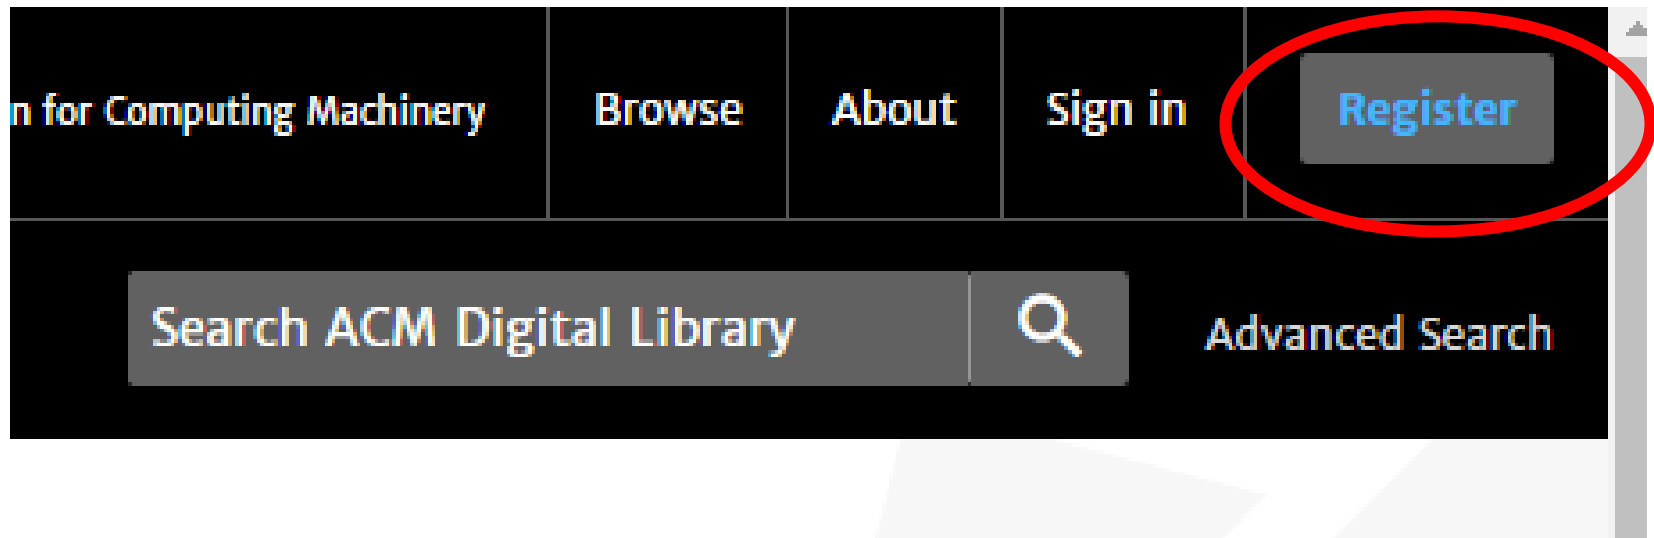 n for Computing Machinery Browse About Sign in Register
Search ACM Digital Library Advanced Search